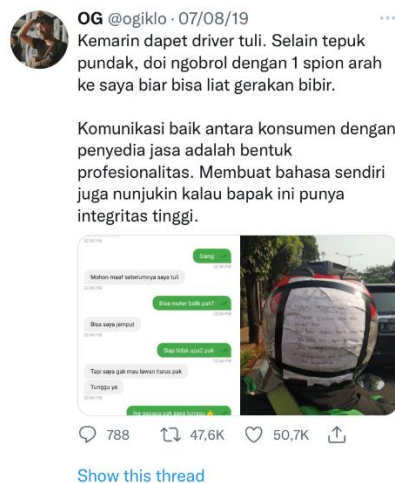 OG @ogiklo · 07/08/19
Kemarin dapet driver tuli. Selain tepuk
pundak, doi ngobrol dengan 1 spion arah
ke saya biar bisa liat gerakan bibir.
Komunikasi baik antara konsumen dengan
penyedia jasa adalah bentuk
profesionalitas. Membuat bahasa sendiri
juga nunjukin kalau bapak ini punya
integritas tinggi.
Siang
Mohon maaf sebelumnya saya tuli
Bisa muter balik pak?
Bisa saya jemput
Siap tidak apa2 pak
Tapi saya gak mau lawan harus pak
Tunggu ya
788 47,6K 50,7K
Show this thread